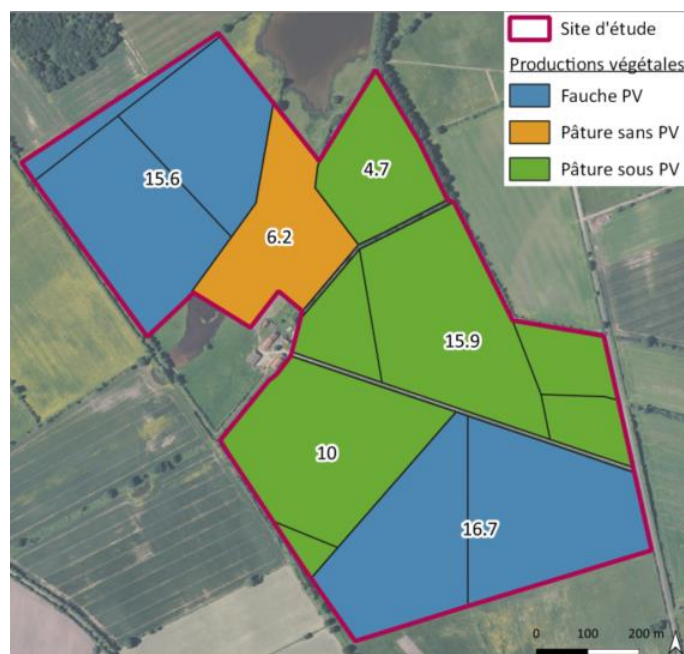 Site d'étude
Productions végétales
Fauche PV
Pâture sans PV
Pâture sous PV
4.7
15.6
6.2
15.9
10
16.7
0 100 200 m